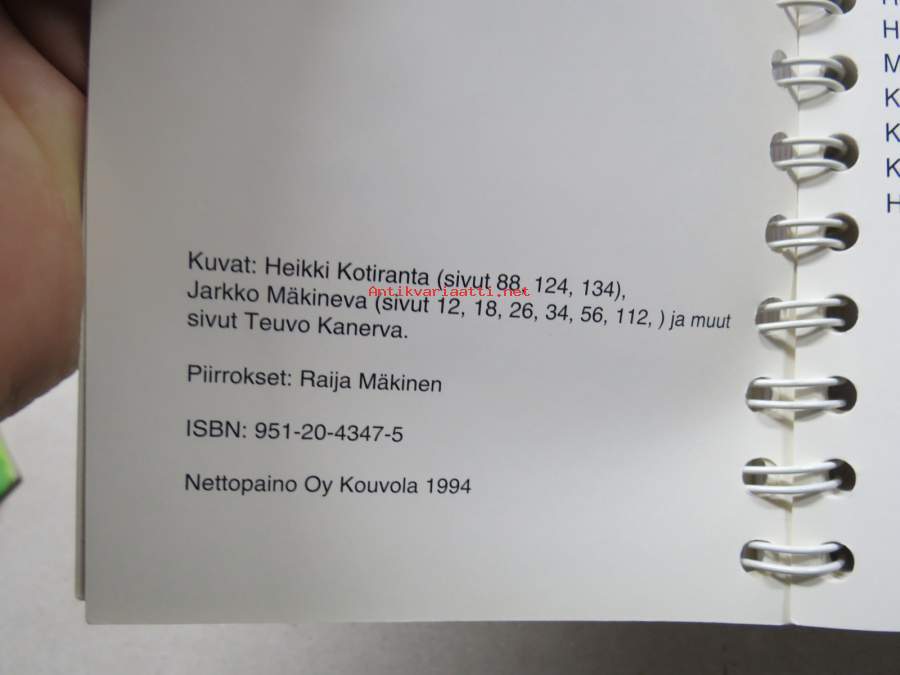 Kuvat: Heikki Kotiranta (sivut 88, 124, 134),
Antikvariaatti.net
Jarkko Mäkineva (sivut 12, 18, 26, 34, 56, 112, ) ja muut
sivut Teuvo Kanerva.
Piirrokset: Raija Mäkinen
ISBN: 951-20-4347-5
Nettopaino Oy Kouvola 1994
H
M
K
K
K
H